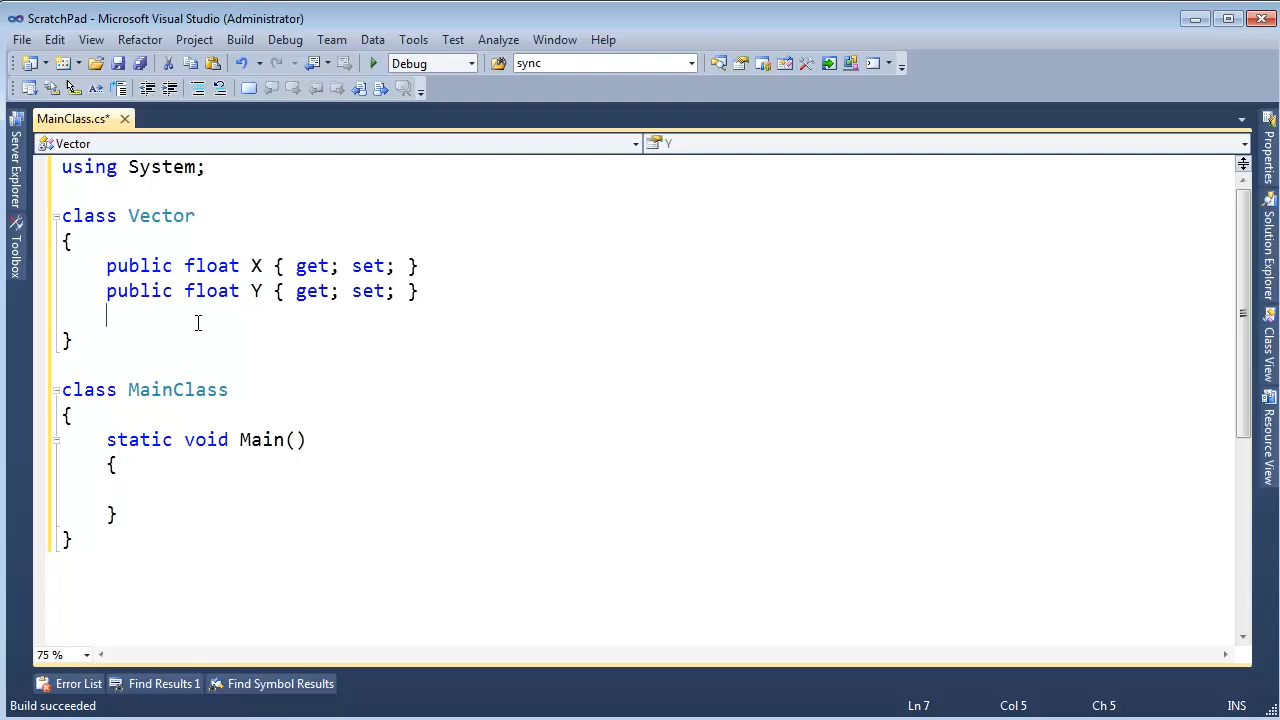 ScratchPad - Microsoft Visual Studio (Administrator)
File Edit View Refactor Project Build Debug Team Data Tools Test Analyze Window Help
Debug sync
MainClass.cs*
Vector Y
Server Explorer
Toolbox
using System;
class Vector
{
public float X { get; set; }
public float Y { get; set; }
}
class MainClass
{
static void Main()
{
}
}
Properties
Solution Explorer
Class View
Resource View
75 %
Error List Find Results 1 Find Symbol Results
Build succeeded Ln 7 Col 5 Ch 5 INS